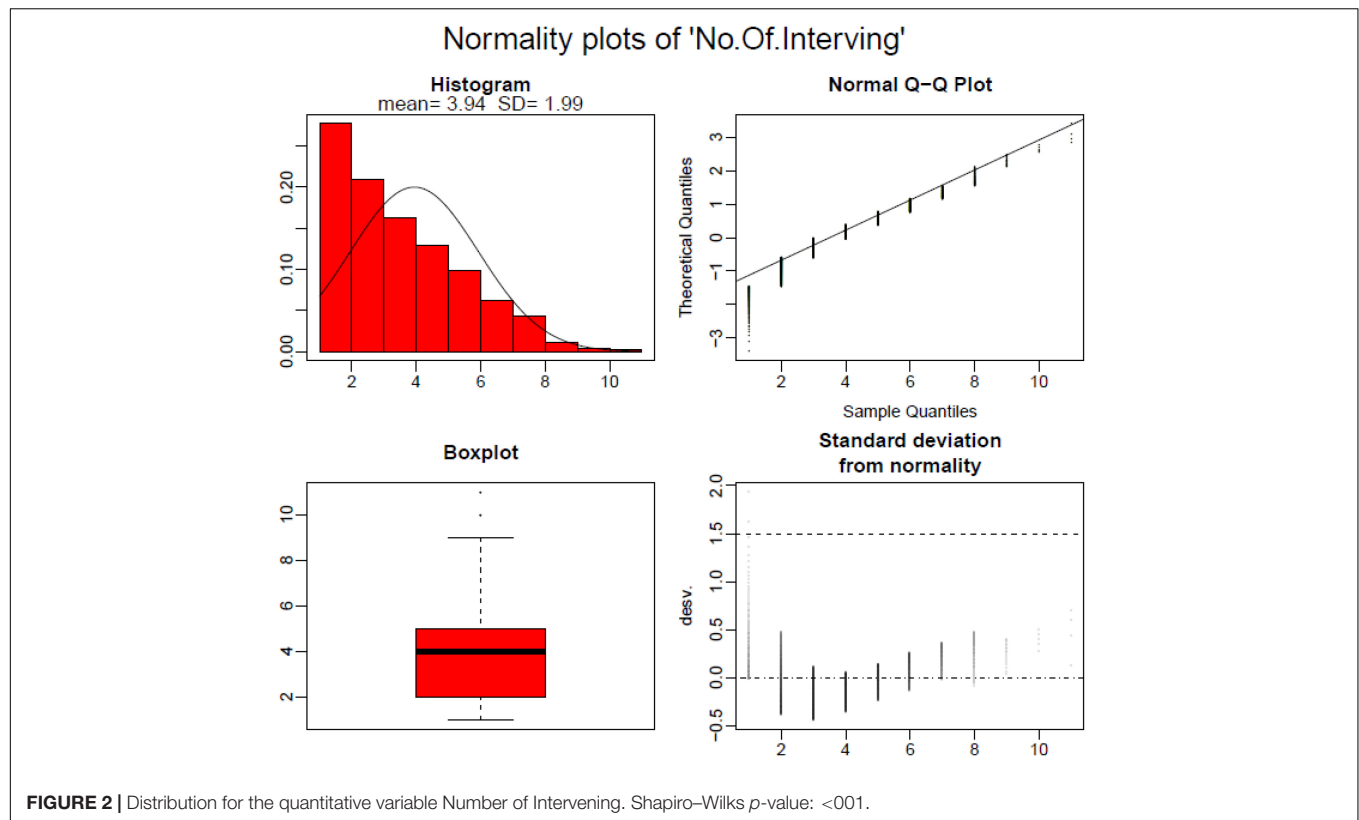 Normality plots of 'No.Of.Interving'
Histogram
mean= 3.94 SD= 1.99
0.00 0.10 0.20
2 4 6 8 10
Normal Q−Q Plot
Theoretical Quantiles
−3 −1 0 1 2 3
2 4 6 8 10
Sample Quantiles
Boxplot
2 4 6 8 10
Standard deviation
from normality
desv.
−0.5 0.0 0.5 1.0 1.5 2.0
2 4 6 8 10
FIGURE 2 | Distribution for the quantitative variable Number of Intervening. Shapiro–Wilks p-value: <001.